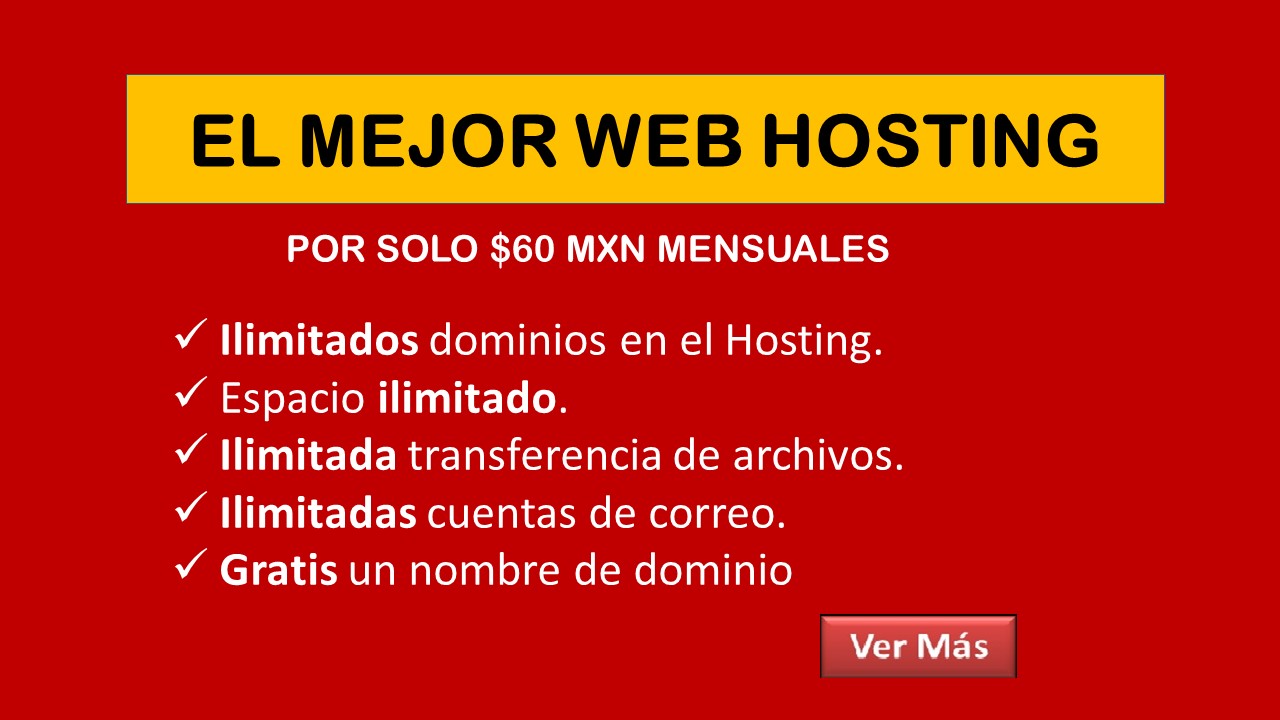 EL MEJOR WEB HOSTING
POR SOLO $60 MXN MENSUALES
✓ Ilimitados dominios en el Hosting.
✓ Espacio ilimitado.
✓ Ilimitada transferencia de archivos.
✓ Ilimitadas cuentas de correo.
✓ Gratis un nombre de dominio
Ver Más